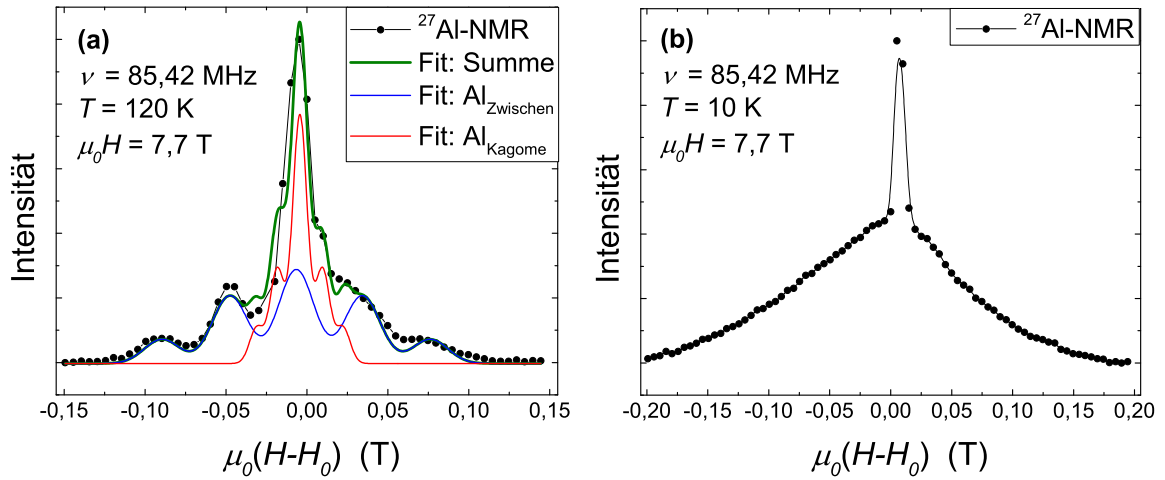 (a)
ν = 85,42 MHz
T = 120 K
μ₀H = 7,7 T
²⁷Al-NMR
Fit: Summe
Fit: Al_Zwischen
Fit: Al_Kagome
Intensität
-0,15 -0,10 -0,05 0,00 0,05 0,10 0,15
μ₀(H-H₀) (T)
(b)
ν = 85,42 MHz
T = 10 K
μ₀H = 7,7 T
²⁷Al-NMR
Intensität
-0,20 -0,15 -0,10 -0,05 0,00 0,05 0,10 0,15 0,20
μ₀(H-H₀) (T)